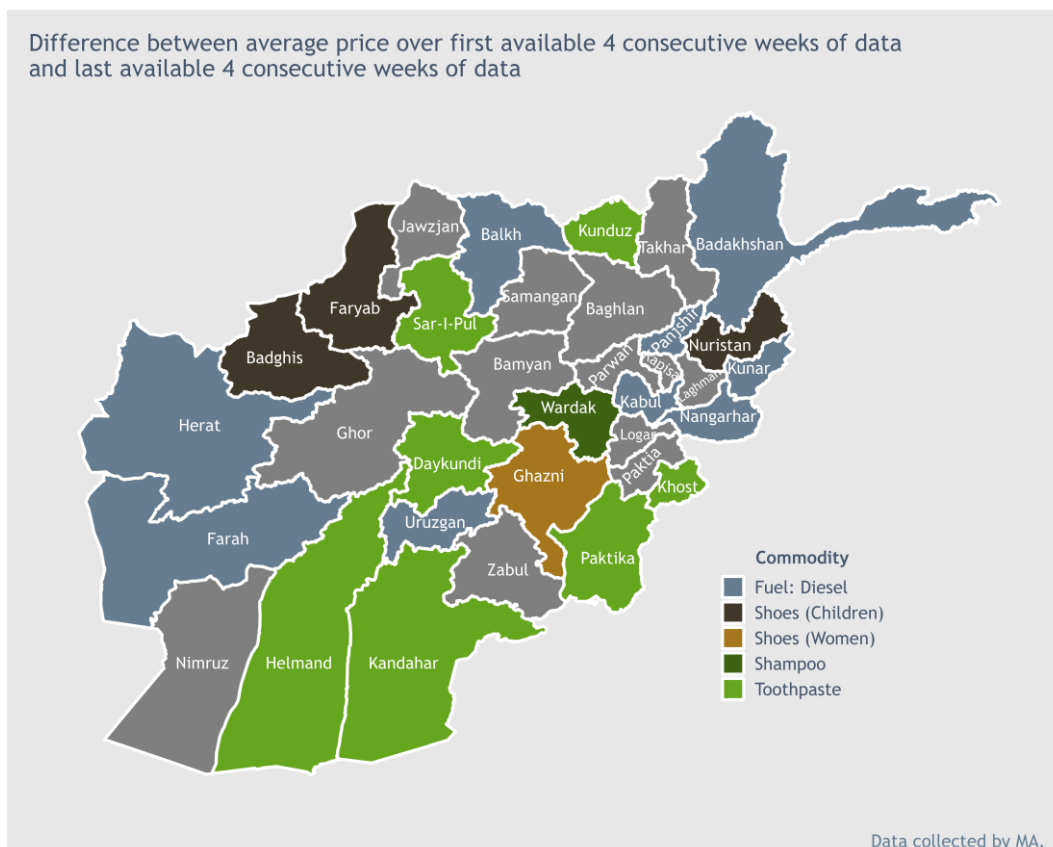 Difference between average price over first available 4 consecutive weeks of data
and last available 4 consecutive weeks of data
Jawzjan
Balkh
Kunduz
Takhar
Badakhshan
Faryab
Sar-I-Pul
Samangan
Baghlan
Panjshir
Nuristan
Badghis
Bamyan
Parwan
Kapisa
Laghman
Kunar
Herat
Ghor
Wardak
Kabul
Nangarhar
Logar
Daykundi
Ghazni
Paktia
Khost
Farah
Uruzgan
Zabul
Paktika
Nimruz
Helmand
Kandahar
Commodity
Fuel: Diesel
Shoes (Children)
Shoes (Women)
Shampoo
Toothpaste
Data collected by MA.